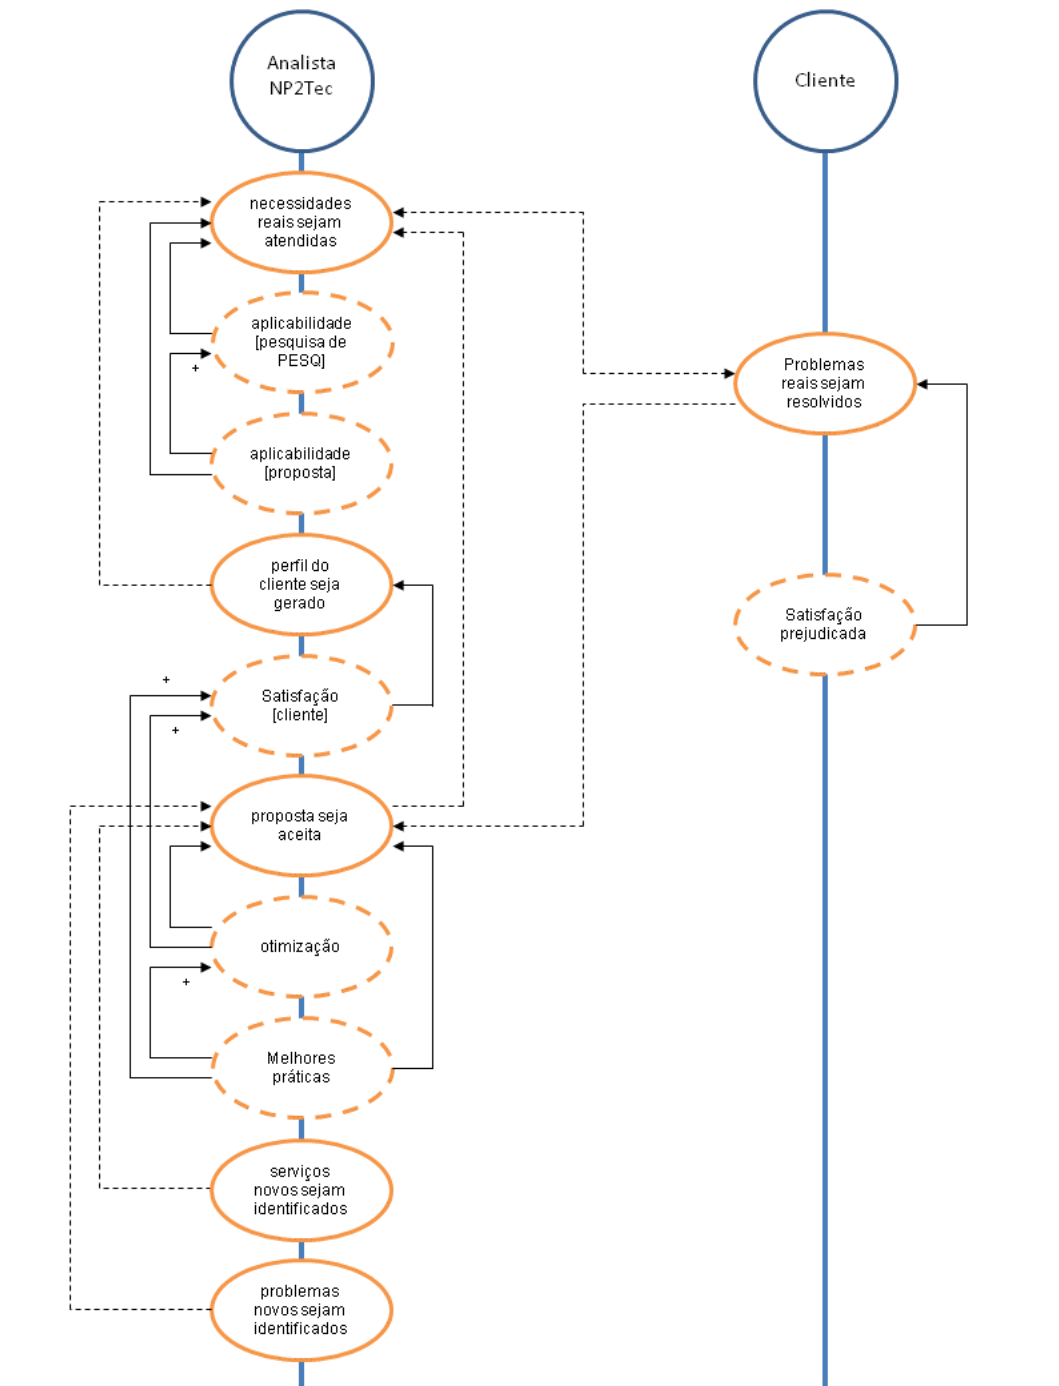 Analista
NP2Tec
Cliente
necessidades
reais sejam
atendidas
aplicabilidade
[pesquisa de
PESQ]
+
Problemas
reais sejam
resolvidos
aplicabilidade
[proposta]
perfil do
cliente seja
gerado
Satisfação
prejudicada
+
Satisfação
[cliente]
+
proposta seja
aceita
otimização
+
Melhores
práticas
serviços
novos sejam
identificados
problemas
novos sejam
identificados